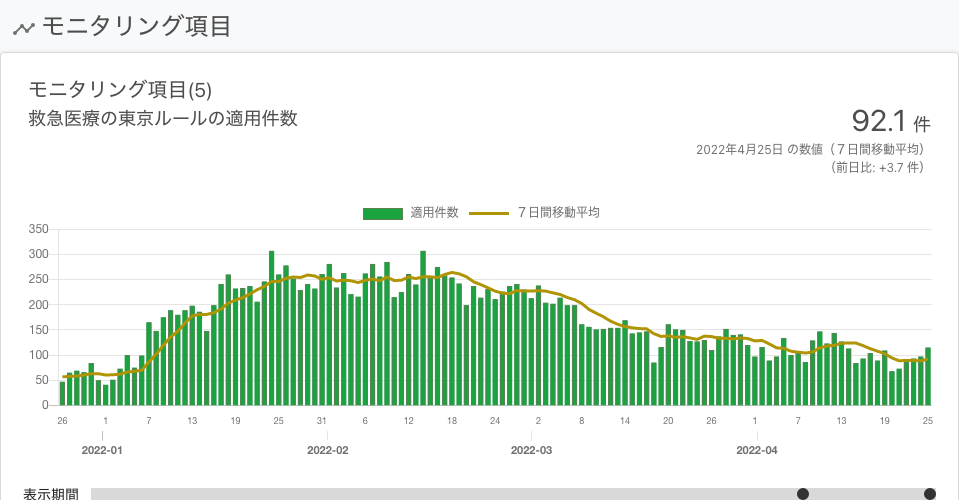 モニタリング項目
モニタリング項目(5)
救急医療の東京ルールの適用件数
92.1 件
2022年4月25日 の数値（７日間移動平均）
（前日比: +3.7 件）
適用件数 ７日間移動平均
350
300
250
200
150
100
50
0
26 1 7 13 19 25 31 6 12 18 24 2 8 14 20 26 1 7 13 19 25
2022-01 2022-02 2022-03 2022-04
表示期間